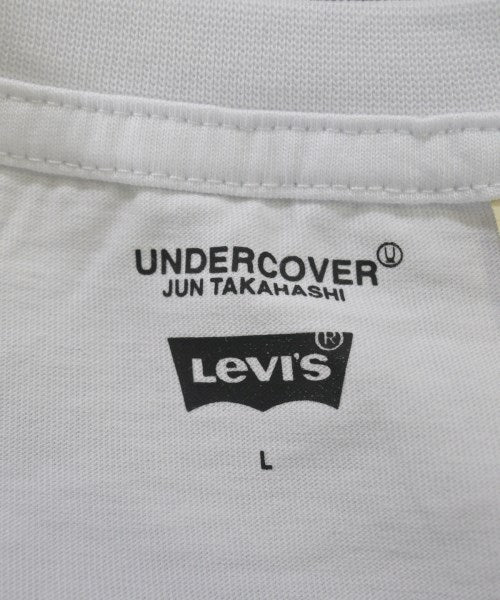 UNDERCOVER Ⓤ
JUN TAKAHASHI
Levi's®
L